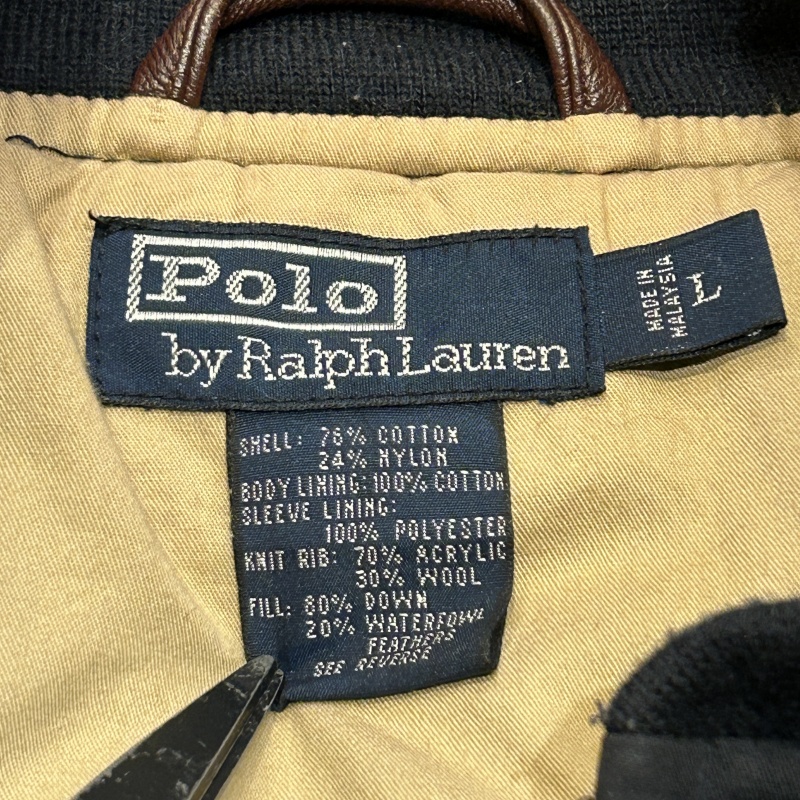 Polo
by Ralph Lauren
MADE IN
MALAYSIA
L
SHELL: 76% COTTON
24% NYLON
BODY LINING: 100% COTTON
SLEEVE LINING:
100% POLYESTER
KNIT RIB: 70% ACRYLIC
30% WOOL
FILL: 80% DOWN
20% WATERFOWL
FEATHERS
SEE REVERSE